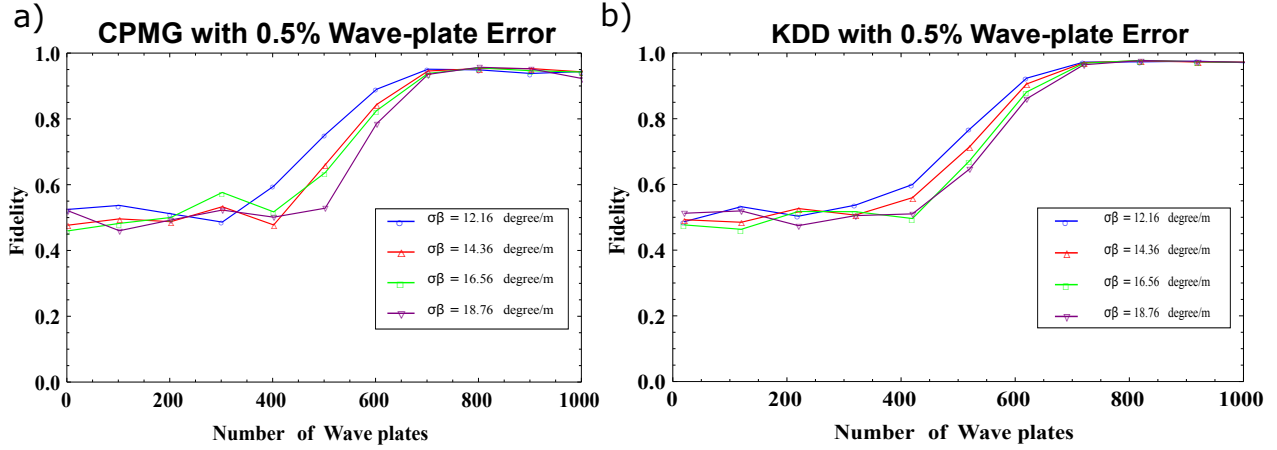 a)
CPMG with 0.5% Wave-plate Error
1.0
0.8
0.6
0.4
0.2
0.0
Fidelity
0 200 400 600 800 1000
Number of Wave plates
σβ = 12.16 degree/m
σβ = 14.36 degree/m
σβ = 16.56 degree/m
σβ = 18.76 degree/m
b)
KDD with 0.5% Wave-plate Error
1.0
0.8
0.6
0.4
0.2
0.0
Fidelity
0 200 400 600 800 1000
Number of Wave plates
σβ = 12.16 degree/m
σβ = 14.36 degree/m
σβ = 16.56 degree/m
σβ = 18.76 degree/m